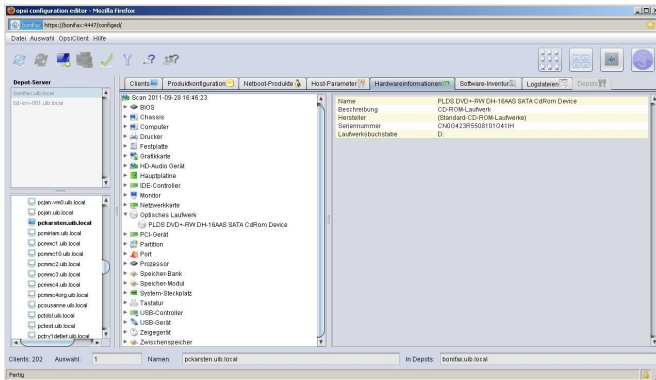 opsi configuration editor - Mozilla Firefox
bonifax https://bonifax:4447/configed/
Datei Auswahl OpsiClient Hilfe
Depot-Server
bonifax.uib.local
Clients
Produktkonfiguration
Netboot-Produkte
Host-Parameter
Hardwareinformationen
Software-Inventur
Logdateien
Depots
Scan 2011-09-28 16:46:23
BIOS
Chassis
Computer
Drucker
Festplatte
Grafikkarte
HD-Audio Gerät
Hauptplatine
IDE-Controller
Monitor
Netzwerkkarte
Optisches Laufwerk
PLDS DVD+-RW DH-16AAS SATA CdRom Device
PCI-Gerät
Partition
Port
Prozessor
Speicher-Bank
Speicher-Modul
System-Steckplatz
Tastatur
USB-Controller
USB-Gerät
Zeigegerät
Zwischenspeicher
Name PLDS DVD+-RW DH-16AAS SATA CdRom Device
Beschreibung CD-ROM-Laufwerk
Hersteller (Standard-CD-ROM-Laufwerke)
Seriennummer CN00423R5508101O41IH
Laufwerksbuchstabe D:
pcjan-vm0.uib.local
pcjan.uib.local
pckarsten.uib.local
pcmiriam.uib.local
pcmmc1.uib.local
pcmmc10.uib.local
pcmmc2.uib.local
pcmmc3.uib.local
pcmmc4.uib.local
pcmmc4org.uib.local
pcsusanne.uib.local
pctest.uib.local
pctry1detlef.uib.local
Clients: 202 Auswahl: 1 Namen: pckarsten.uib.local In Depots: bonifax.uib.local
Fertig